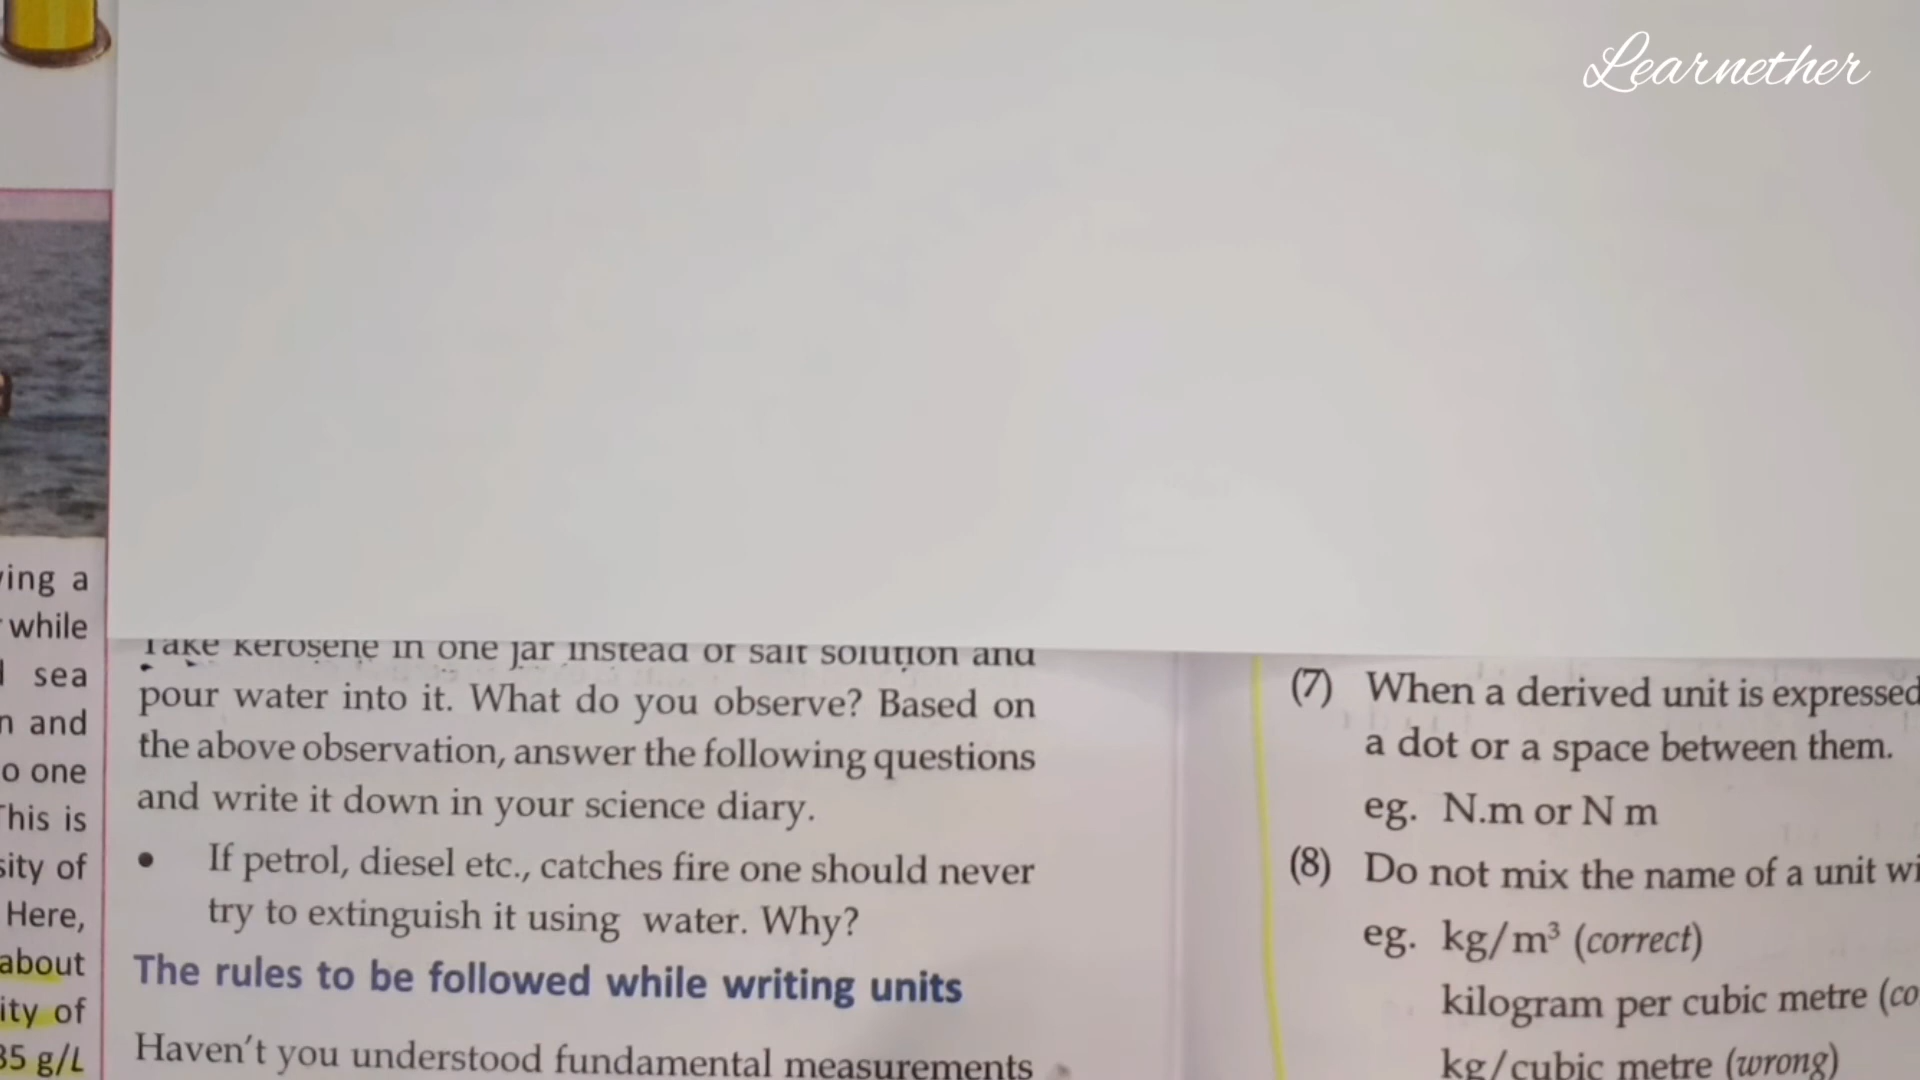 Learnether
ing a
while
sea
and
one
is
of
Here,
about
of
g/L
Take kerosene in one jar instead of salt solution and
pour water into it. What do you observe? Based on
the above observation, answer the following questions
and write it down in your science diary.
• If petrol, diesel etc., catches fire one should never
try to extinguish it using water. Why?
The rules to be followed while writing units
Haven't you understood fundamental measurements
(7) When a derived unit is expressed
a dot or a space between them.
eg. N.m or N m
(8) Do not mix the name of a unit
eg. kg/m³ (correct)
kilogram per cubic metre
kg/cubic metre (wrong)